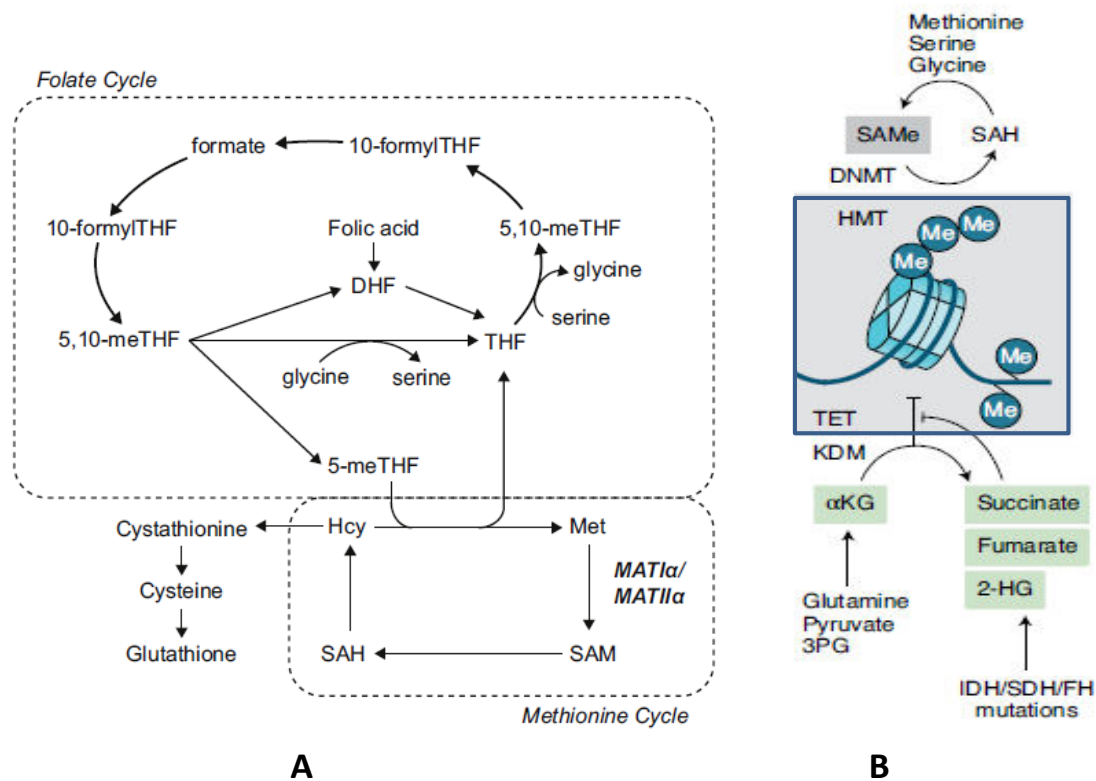 Folate Cycle
formate
10-formylTHF
10-formylTHF
Folic acid
5,10-meTHF
glycine
DHF
serine
5,10-meTHF
THF
glycine
serine
5-meTHF
Cystathionine
Hcy
Met
Cysteine
MATIα/
MATIIα
Glutathione
SAH
SAM
Methionine Cycle
A
Methionine
Serine
Glycine
SAMe
SAH
DNMT
HMT
Me
Me
Me
Me
Me
TET
KDM
αKG
Succinate
Fumarate
2-HG
Glutamine
Pyruvate
3PG
IDH/SDH/FH
mutations
B